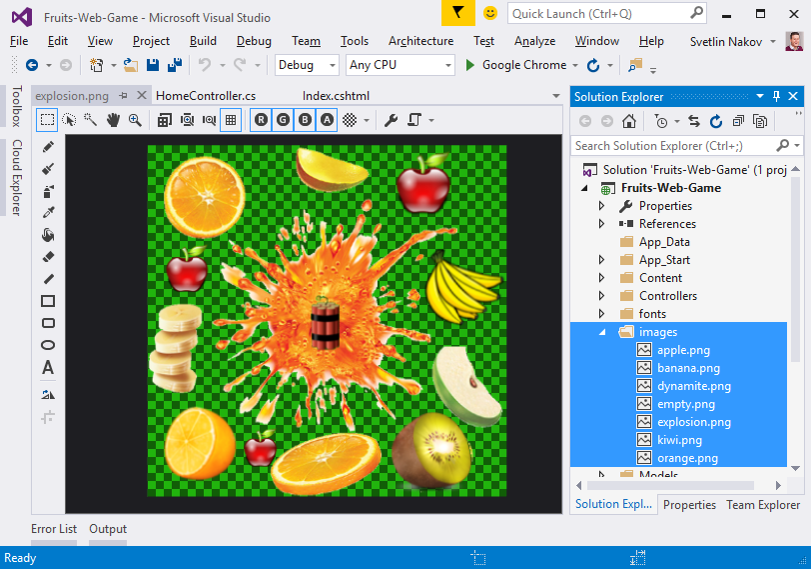 Fruits-Web-Game - Microsoft Visual Studio
Quick Launch (Ctrl+Q)
File Edit View Project Build Debug Team Tools Architecture Test Analyze Window Help Svetlin Nakov
Debug Any CPU Google Chrome
Toolbox
Cloud Explorer
explosion.png HomeController.cs Index.cshtml
R G B A
A
Solution Explorer
Search Solution Explorer (Ctrl+;)
Solution 'Fruits-Web-Game' (1 proj
Fruits-Web-Game
Properties
References
App_Data
App_Start
Content
Controllers
fonts
images
apple.png
banana.png
dynamite.png
empty.png
explosion.png
kiwi.png
orange.png
Models
Solution Expl... Properties Team Explorer
Error List Output
Ready